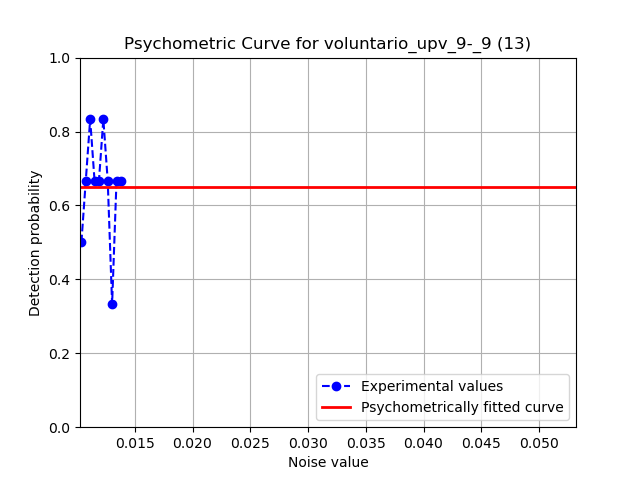 Psychometric Curve for voluntario_upv_9-_9 (13)
1.0
0.8
0.6
0.4
0.2
0.0
Detection probability
0.015 0.020 0.025 0.030 0.035 0.040 0.045 0.050
Noise value
Experimental values
Psychometrically fitted curve